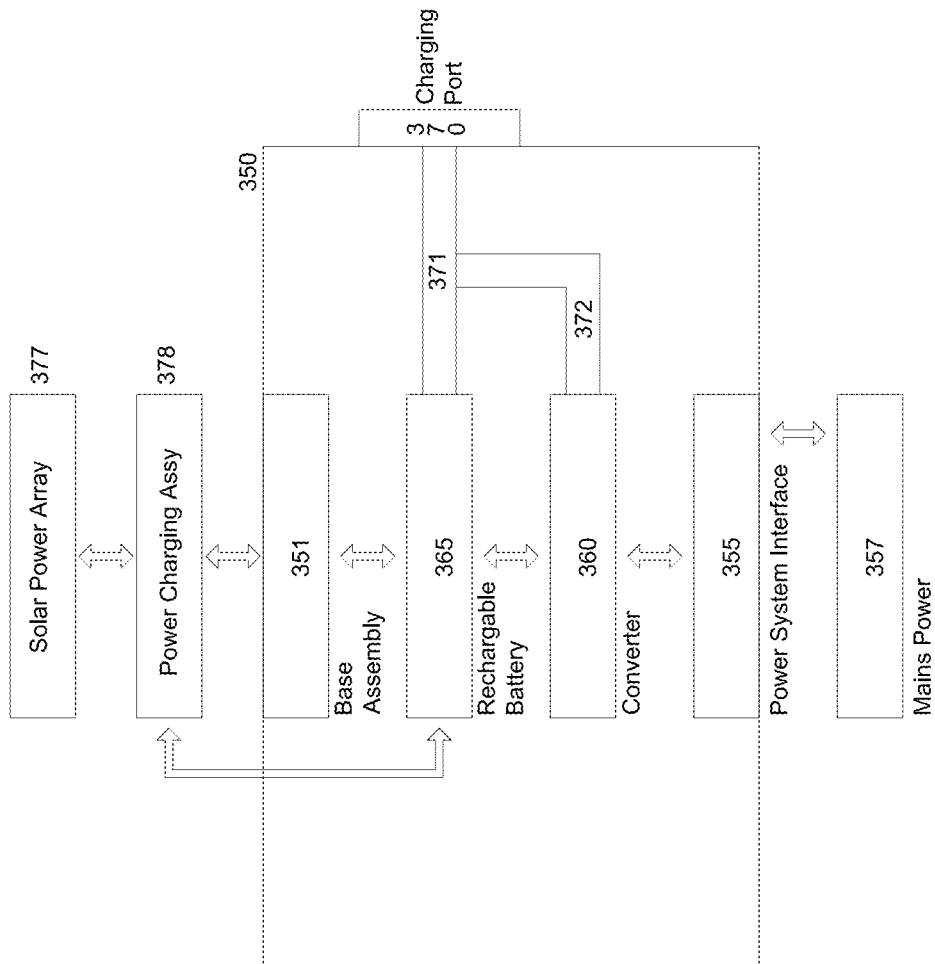 Solar Power Array
377
Power Charging Assy
378
350
351
Base
Assembly
365
Rechargable
Battery
371
370
Charging
Port
372
360
Converter
355
Power System Interface
357
Mains Power